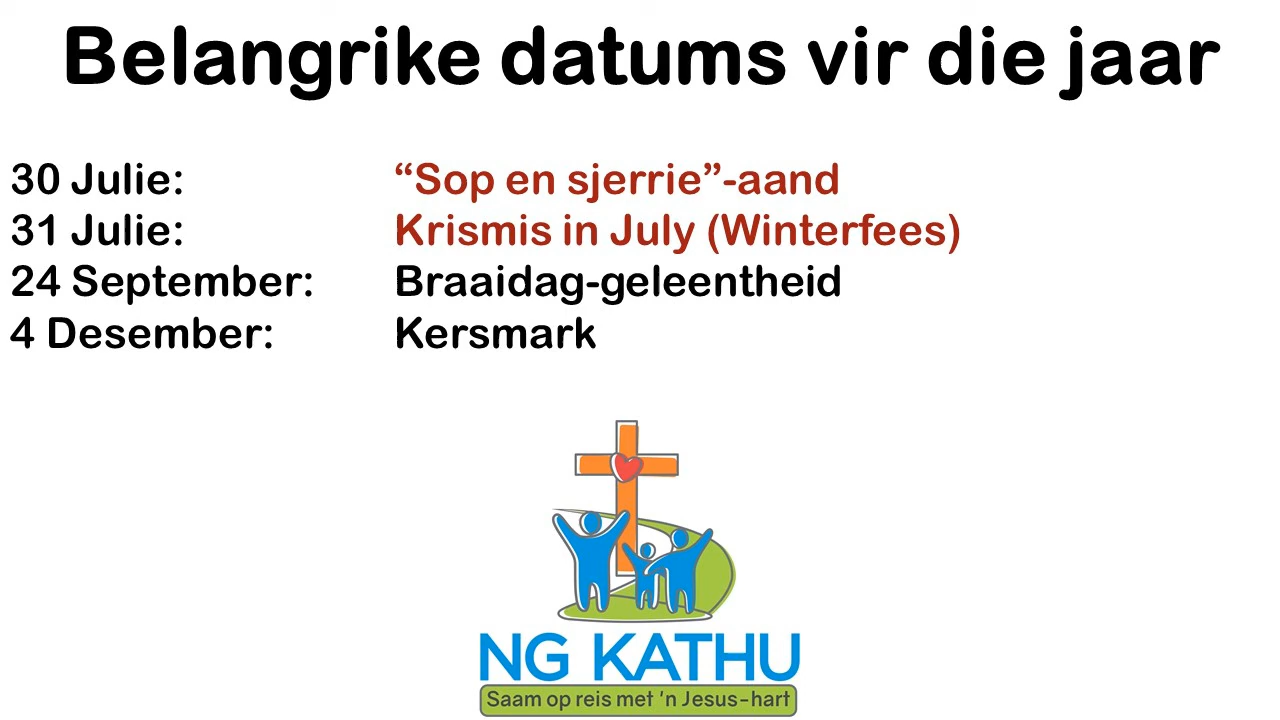 Belangrike datums vir die jaar
30 Julie: “Sop en sjerrie”-aand
31 Julie: Krismis in July (Winterfees)
24 September: Braaidag-geleentheid
4 Desember: Kersmark
NG KATHU
Saam op reis met ’n Jesus-hart